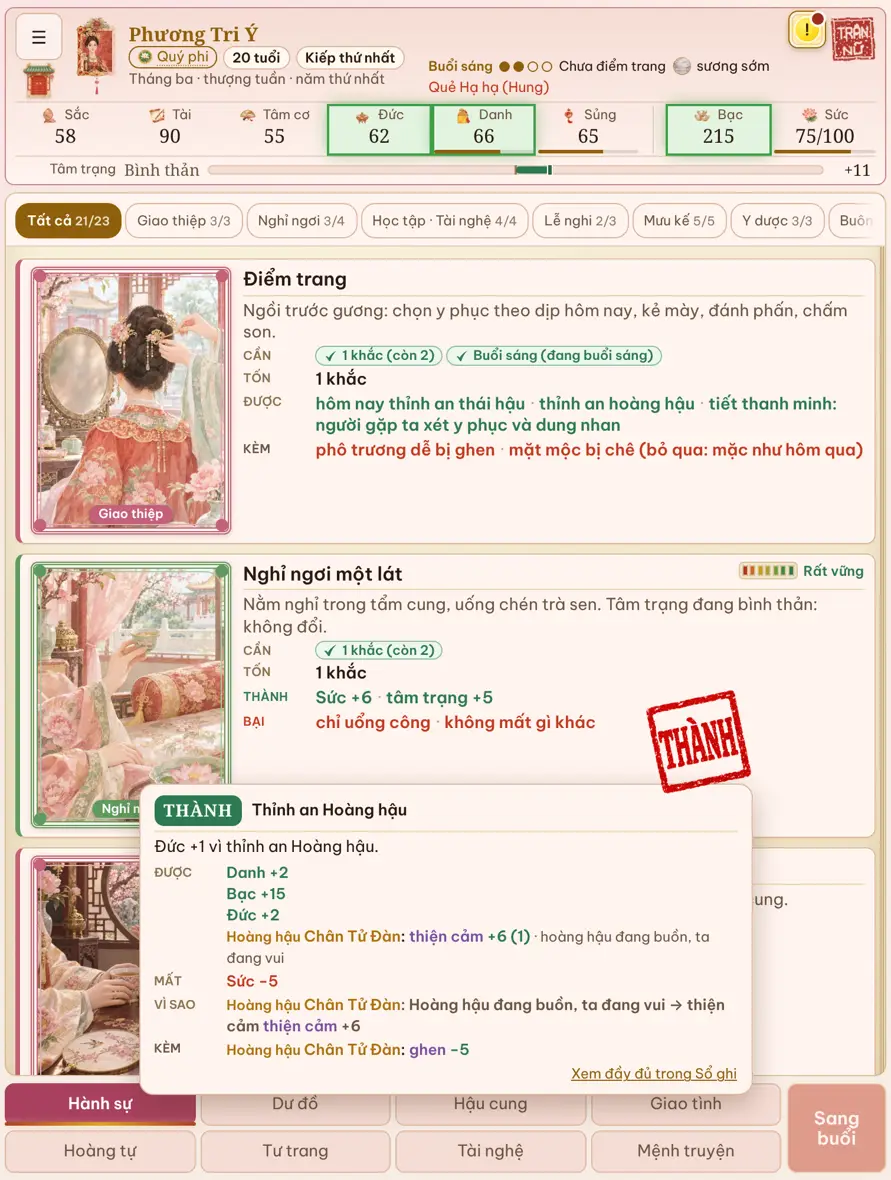 ☰
Phương Tri Ý
Quý phi
20 tuổi
Kiếp thứ nhất
Tháng ba · thượng tuần · năm thứ nhất
Buổi sáng
Chưa điểm trang
sương sớm
Quẻ Hạ hạ (Hung)
!
TRÂN NỮ
Sắc
58
Tài
90
Tâm cơ
55
Đức
62
Danh
66
Sủng
65
Bạc
215
Sức
75/100
Tâm trạng Bình thản
+11
Tất cả 21/23
Giao thiệp 3/3
Nghỉ ngơi 3/4
Học tập · Tài nghệ 4/4
Lễ nghi 2/3
Mưu kế 5/5
Y dược 3/3
Buôn
Điểm trang
Ngồi trước gương: chọn y phục theo dịp hôm nay, kẻ mày, đánh phấn, chấm
son.
CẦN ✓ 1 khắc (còn 2) ✓ Buổi sáng (đang buổi sáng)
TỐN 1 khắc
ĐƯỢC hôm nay thỉnh an thái hậu · thỉnh an hoàng hậu · tiết thanh minh:
người gặp ta xét y phục và dung nhan
KÈM phô trương dễ bị ghen · mặt mộc bị chê (bỏ qua: mặc như hôm qua)
Giao thiệp
Nghỉ ngơi một lát
Rất vững
Nằm nghỉ trong tẩm cung, uống chén trà sen. Tâm trạng đang bình thản:
không đổi.
CẦN ✓ 1 khắc (còn 2)
TỐN 1 khắc
THÀNH Sức +6 · tâm trạng +5
BẠI chỉ uổng công · không mất gì khác
THÀNH
Nghỉ n
THÀNH Thỉnh an Hoàng hậu
Đức +1 vì thỉnh an Hoàng hậu.
ĐƯỢC Danh +2
Bạc +15
Đức +2
Hoàng hậu Chân Tử Đàn: thiện cảm +6 (1) · hoàng hậu đang buồn, ta
đang vui
MẤT Sức −5
VÌ SAO Hoàng hậu Chân Tử Đàn: Hoàng hậu đang buồn, ta đang vui → thiện
cảm thiện cảm +6
KÈM Hoàng hậu Chân Tử Đàn: ghen −5
Xem đầy đủ trong Sổ ghi
ung.
Hành sự
Dư đồ
Hậu cung
Giao tình
Sang
buổi
Hoàng tự
Tư trang
Tài nghệ
Mệnh truyện